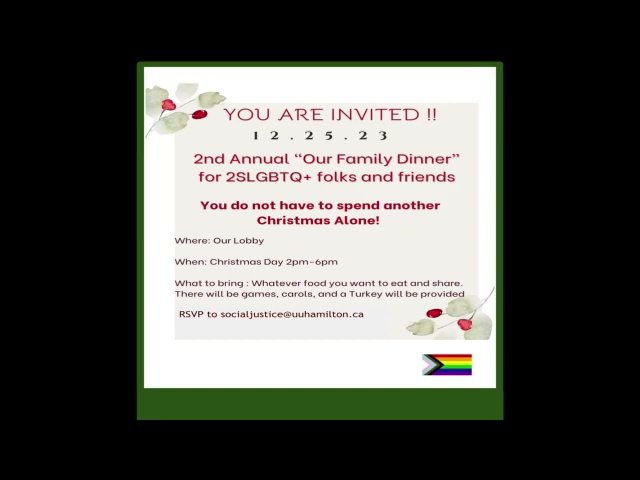 YOU ARE INVITED !!
12.25.23
2nd Annual “Our Family Dinner”
for 2SLGBTQ+ folks and friends
You do not have to spend another
Christmas Alone!
Where: Our Lobby
When: Christmas Day 2pm-6pm
What to bring : Whatever food you want to eat and share.
There will be games, carols, and a Turkey will be provided
RSVP to socialjustice@uuhamilton.ca